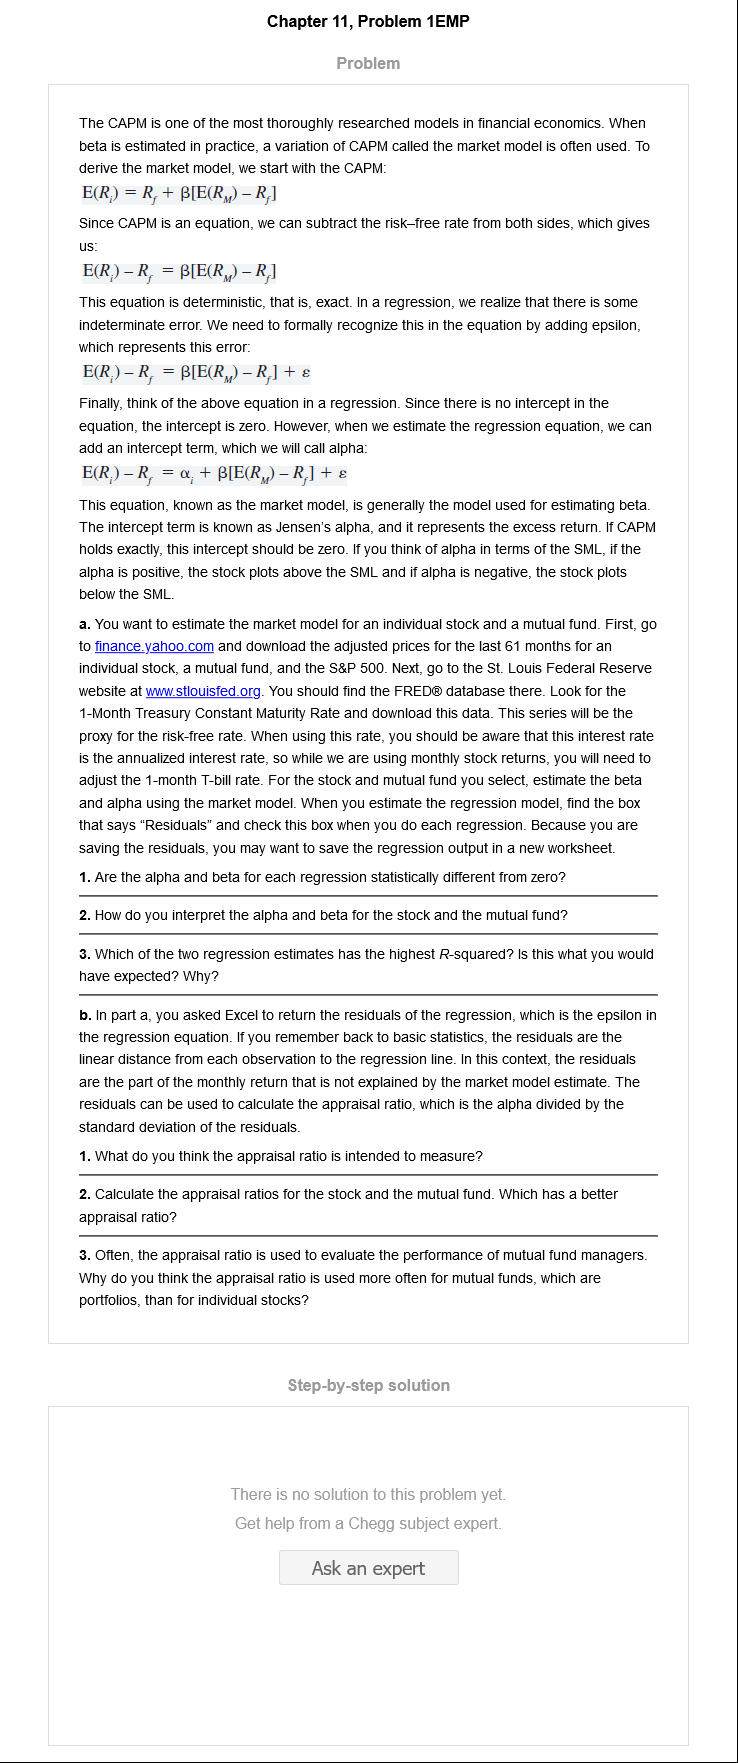 Chapter 11, Problem 1EMP
Problem
The CAPM is one of the most thoroughly researched models in financial economics. When
beta is estimated in practice, a variation of CAPM called the market model is often used. To
derive the market model, we start with the CAPM:
E(Ri) = Rf + β[E(RM) – Rf]
Since CAPM is an equation, we can subtract the risk–free rate from both sides, which gives
us:
E(Ri) – Rf = β[E(RM) – Rf]
This equation is deterministic, that is, exact. In a regression, we realize that there is some
indeterminate error. We need to formally recognize this in the equation by adding epsilon,
which represents this error:
E(Ri) – Rf = β[E(RM) – Rf] + ε
Finally, think of the above equation in a regression. Since there is no intercept in the
equation, the intercept is zero. However, when we estimate the regression equation, we can
add an intercept term, which we will call alpha:
E(Ri) – Rf = αi + β[E(RM) – Rf] + ε
This equation, known as the market model, is generally the model used for estimating beta.
The intercept term is known as Jensen's alpha, and it represents the excess return. If CAPM
holds exactly, this intercept should be zero. If you think of alpha in terms of the SML, if the
alpha is positive, the stock plots above the SML and if alpha is negative, the stock plots
below the SML.
a. You want to estimate the market model for an individual stock and a mutual fund. First, go
to finance.yahoo.com and download the adjusted prices for the last 61 months for an
individual stock, a mutual fund, and the S&P 500. Next, go to the St. Louis Federal Reserve
website at www.stlouisfed.org. You should find the FRED® database there. Look for the
1-Month Treasury Constant Maturity Rate and download this data. This series will be the
proxy for the risk-free rate. When using this rate, you should be aware that this interest rate
is the annualized interest rate, so while we are using monthly stock returns, you will need to
adjust the 1-month T-bill rate. For the stock and mutual fund you select, estimate the beta
and alpha using the market model. When you estimate the regression model, find the box
that says "Residuals" and check this box when you do each regression. Because you are
saving the residuals, you may want to save the regression output in a new worksheet.
1. Are the alpha and beta for each regression statistically different from zero?
2. How do you interpret the alpha and beta for the stock and the mutual fund?
3. Which of the two regression estimates has the highest R-squared? Is this what you would
have expected? Why?
b. In part a, you asked Excel to return the residuals of the regression, which is the epsilon in
the regression equation. If you remember back to basic statistics, the residuals are the
linear distance from each observation to the regression line. In this context, the residuals
are the part of the monthly return that is not explained by the market model estimate. The
residuals can be used to calculate the appraisal ratio, which is the alpha divided by the
standard deviation of the residuals.
1. What do you think the appraisal ratio is intended to measure?
2. Calculate the appraisal ratios for the stock and the mutual fund. Which has a better
appraisal ratio?
3. Often, the appraisal ratio is used to evaluate the performance of mutual fund managers.
Why do you think the appraisal ratio is used more often for mutual funds, which are
portfolios, than for individual stocks?
Step-by-step solution
There is no solution to this problem yet.
Get help from a Chegg subject expert.
Ask an expert